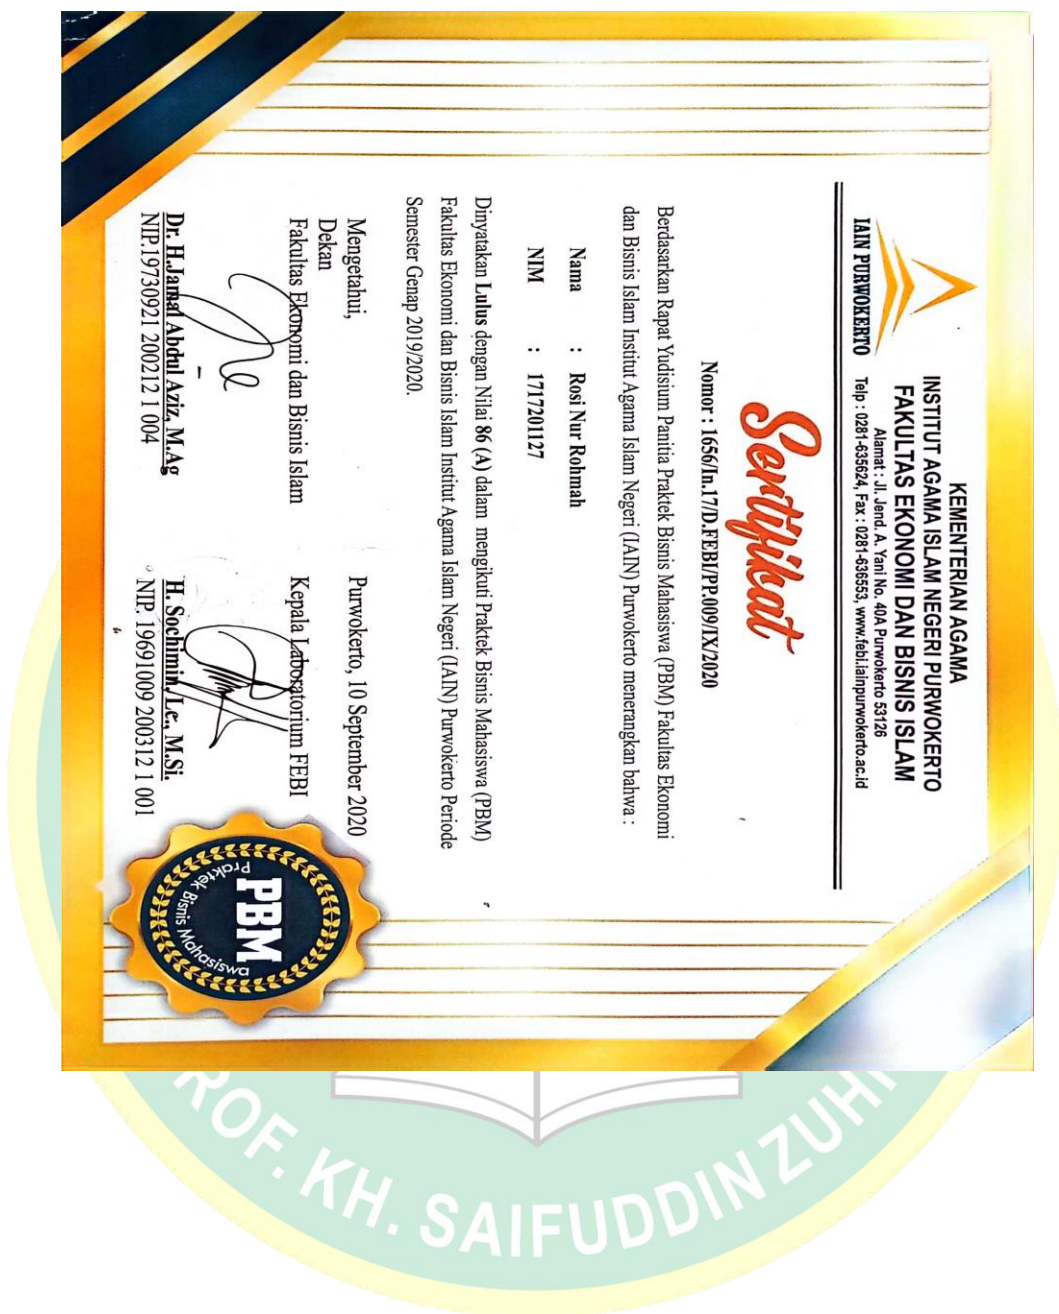 KEMENTERIAN AGAMA
INSTITUT AGAMA ISLAM NEGERI PURWOKERTO
FAKULTAS EKONOMI DAN BISNIS ISLAM
Alamat : Jl. Jend. A. Yani No. 40A Purwokerto 53126
Telp : 0281-635624, Fax : 0281-636553, www.febi.iainpurwokerto.ac.id
IAIN PURWOKERTO
Sertifikat
Nomor : 1656/In.17/D.FEBI/PP.009/IX/2020
Berdasarkan Rapat Yudisium Panitia Praktek Bisnis Mahasiswa (PBM) Fakultas Ekonomi
dan Bisnis Islam Institut Agama Islam Negeri (IAIN) Purwokerto menerangkan bahwa :
Nama : Rosi Nur Rohmah
NIM : 1717201127
Dinyatakan Lulus dengan Nilai 86 (A) dalam mengikuti Praktek Bisnis Mahasiswa (PBM)
Fakultas Ekonomi dan Bisnis Islam Institut Agama Islam Negeri (IAIN) Purwokerto Periode
Semester Genap 2019/2020.
Mengetahui,
Dekan
Fakultas Ekonomi dan Bisnis Islam
Dr. H.Jamal Abdul Aziz, M.Ag
NIP.19730921 200212 1 004
Purwokerto, 10 September 2020
Kepala Laboratorium FEBI
H. Sochimin, Lc., M.Si.
NIP. 19691009 200312 1 001
PBM
Praktek Bisnis Mahasiswa
KH. SAIFUDDIN